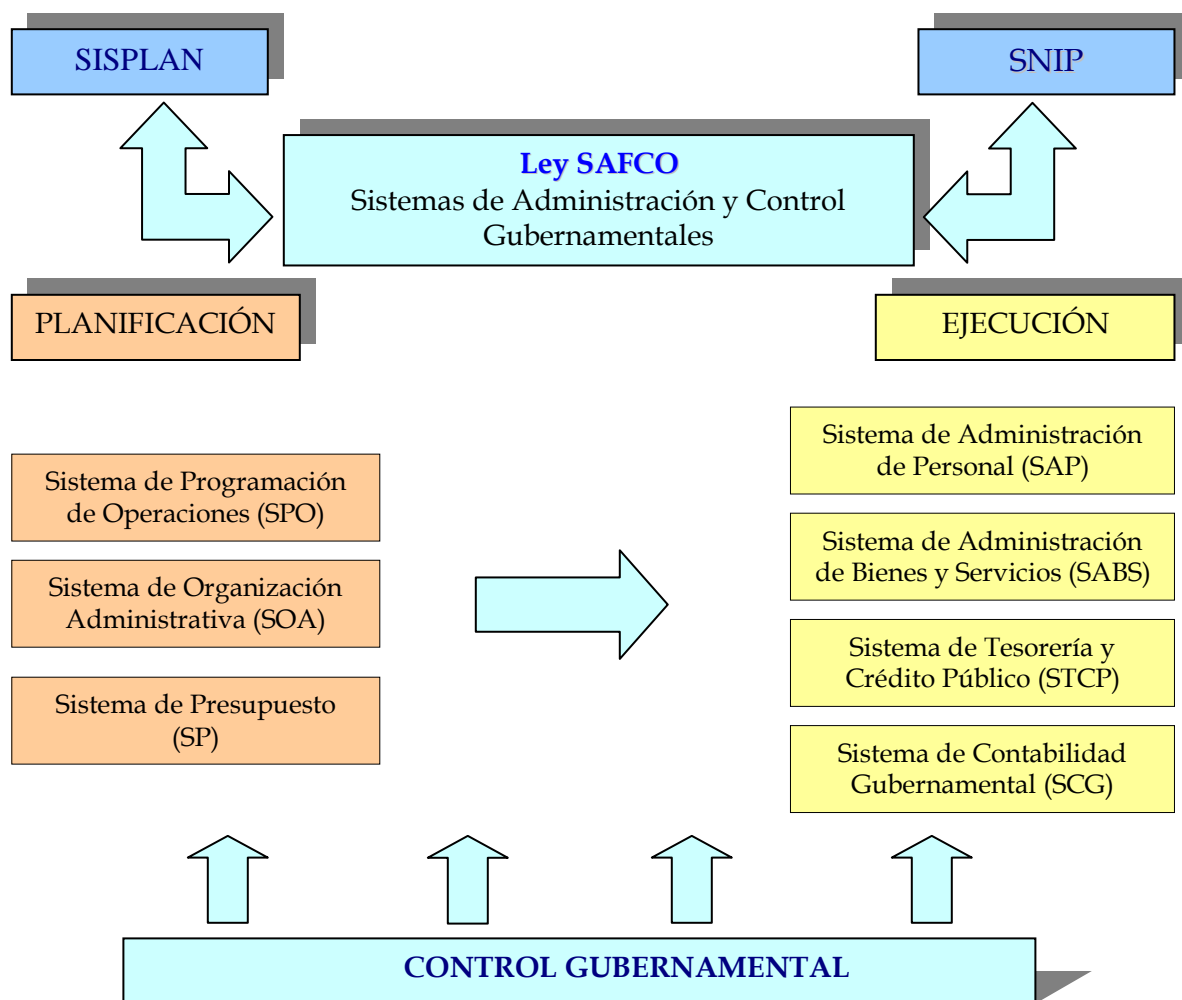 SISPLAN
SNIP
Ley SAFCO
Sistemas de Administración y Control
Gubernamentales
PLANIFICACIÓN
EJECUCIÓN
Sistema de Programación
de Operaciones (SPO)
Sistema de Organización
Administrativa (SOA)
Sistema de Presupuesto
(SP)
Sistema de Administración
de Personal (SAP)
Sistema de Administración
de Bienes y Servicios (SABS)
Sistema de Tesorería y
Crédito Público (STCP)
Sistema de Contabilidad
Gubernamental (SCG)
CONTROL GUBERNAMENTAL